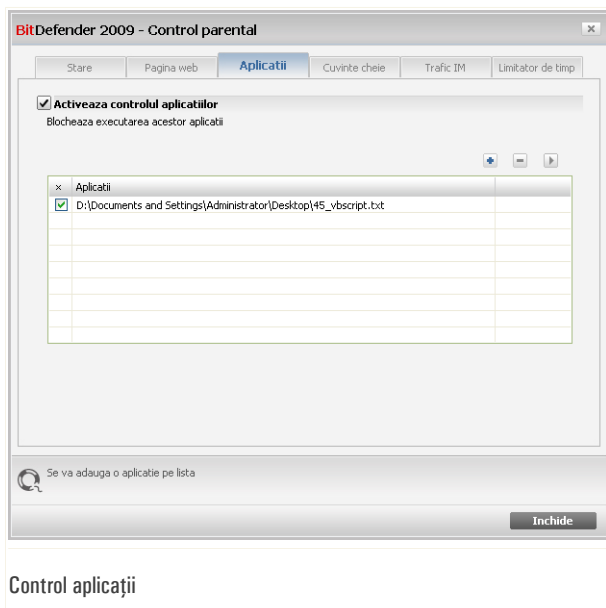 BitDefender 2009 - Control parental
Stare Pagina web Aplicatii Cuvinte cheie Trafic IM Limitator de timp
Activeaza controlul aplicatiilor
Blocheaza executarea acestor aplicatii
× Aplicatii
D:\Documents and Settings\Administrator\Desktop\45_vbscript.txt
Se va adauga o aplicatie pe lista
Inchide
Control aplicații